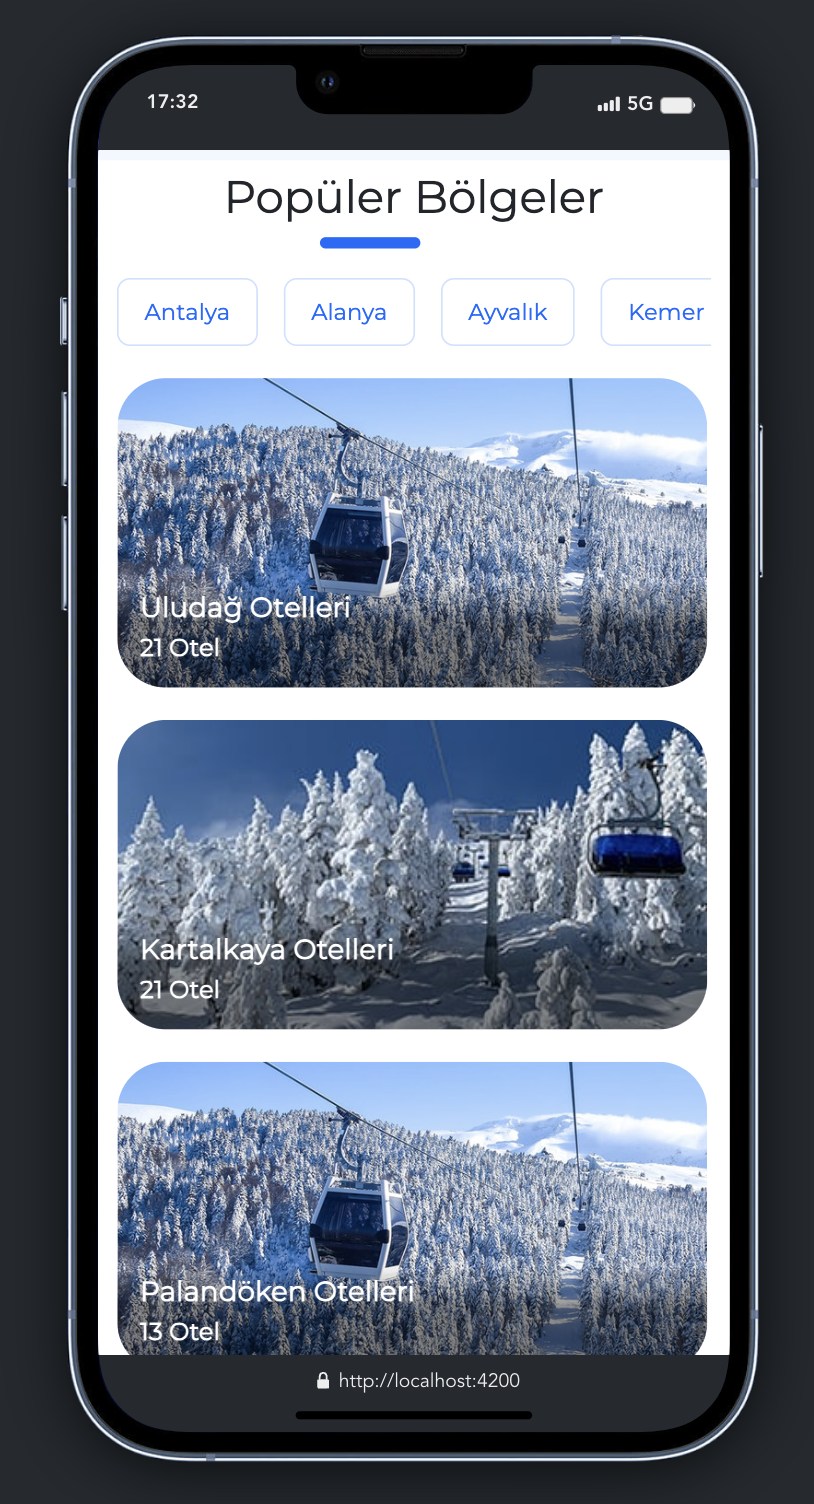 17:32 5G
Popüler Bölgeler
Antalya Alanya Ayvalık Kemer
Uludağ Otelleri
21 Otel
Kartalkaya Otelleri
21 Otel
Palandöken Otelleri
13 Otel
http://localhost:4200